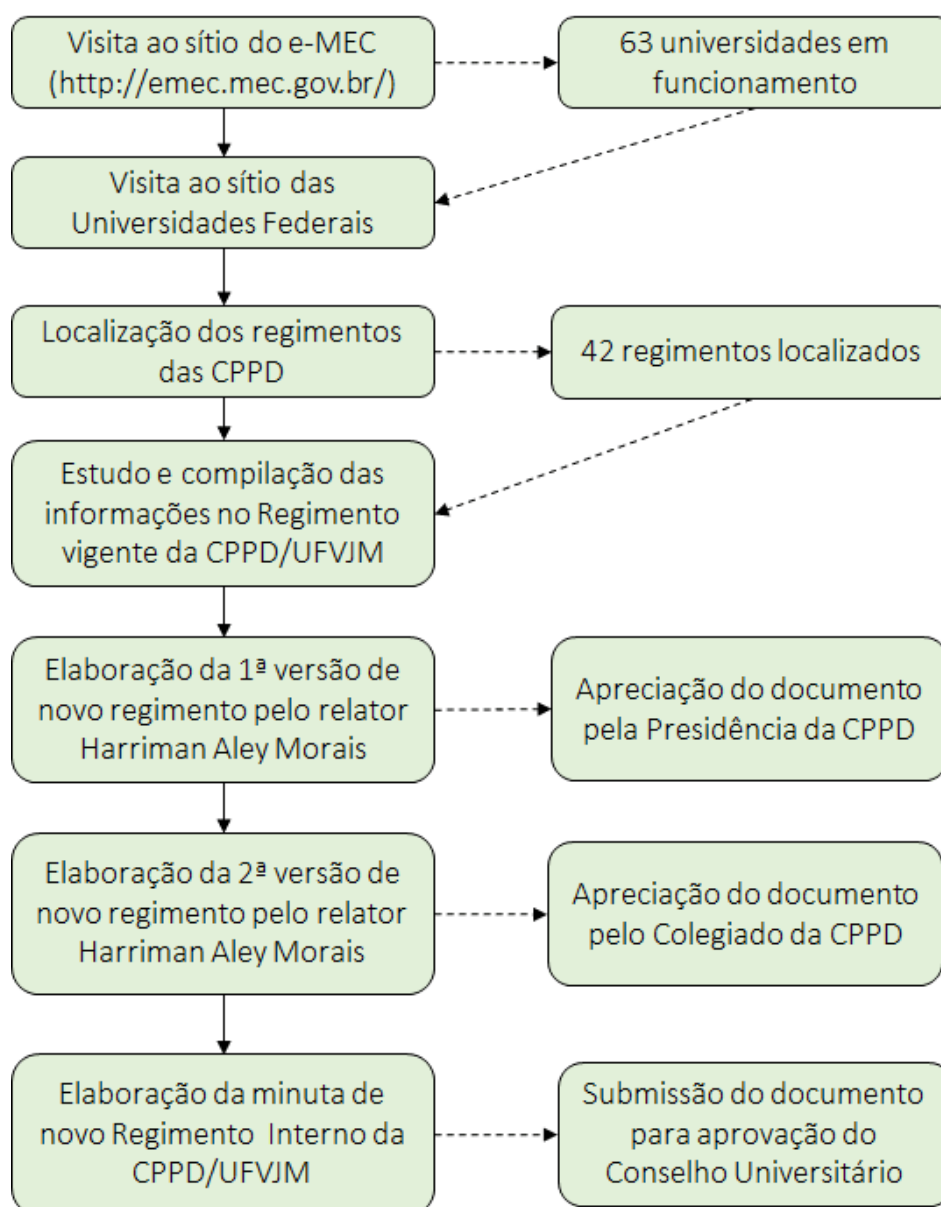 Visita ao sítio do e-MEC
(http://emec.mec.gov.br/)
63 universidades em
funcionamento
Visita ao sítio das
Universidades Federais
Localização dos regimentos
das CPPD
42 regimentos localizados
Estudo e compilação das
informações no Regimento
vigente da CPPD/UFVJM
Elaboração da 1ª versão de
novo regimento pelo relator
Harriman Aley Morais
Apreciação do documento
pela Presidência da CPPD
Elaboração da 2ª versão de
novo regimento pelo relator
Harriman Aley Morais
Apreciação do documento
pelo Colegiado da CPPD
Elaboração da minuta de
novo Regimento Interno da
CPPD/UFVJM
Submissão do documento
para aprovação do
Conselho Universitário